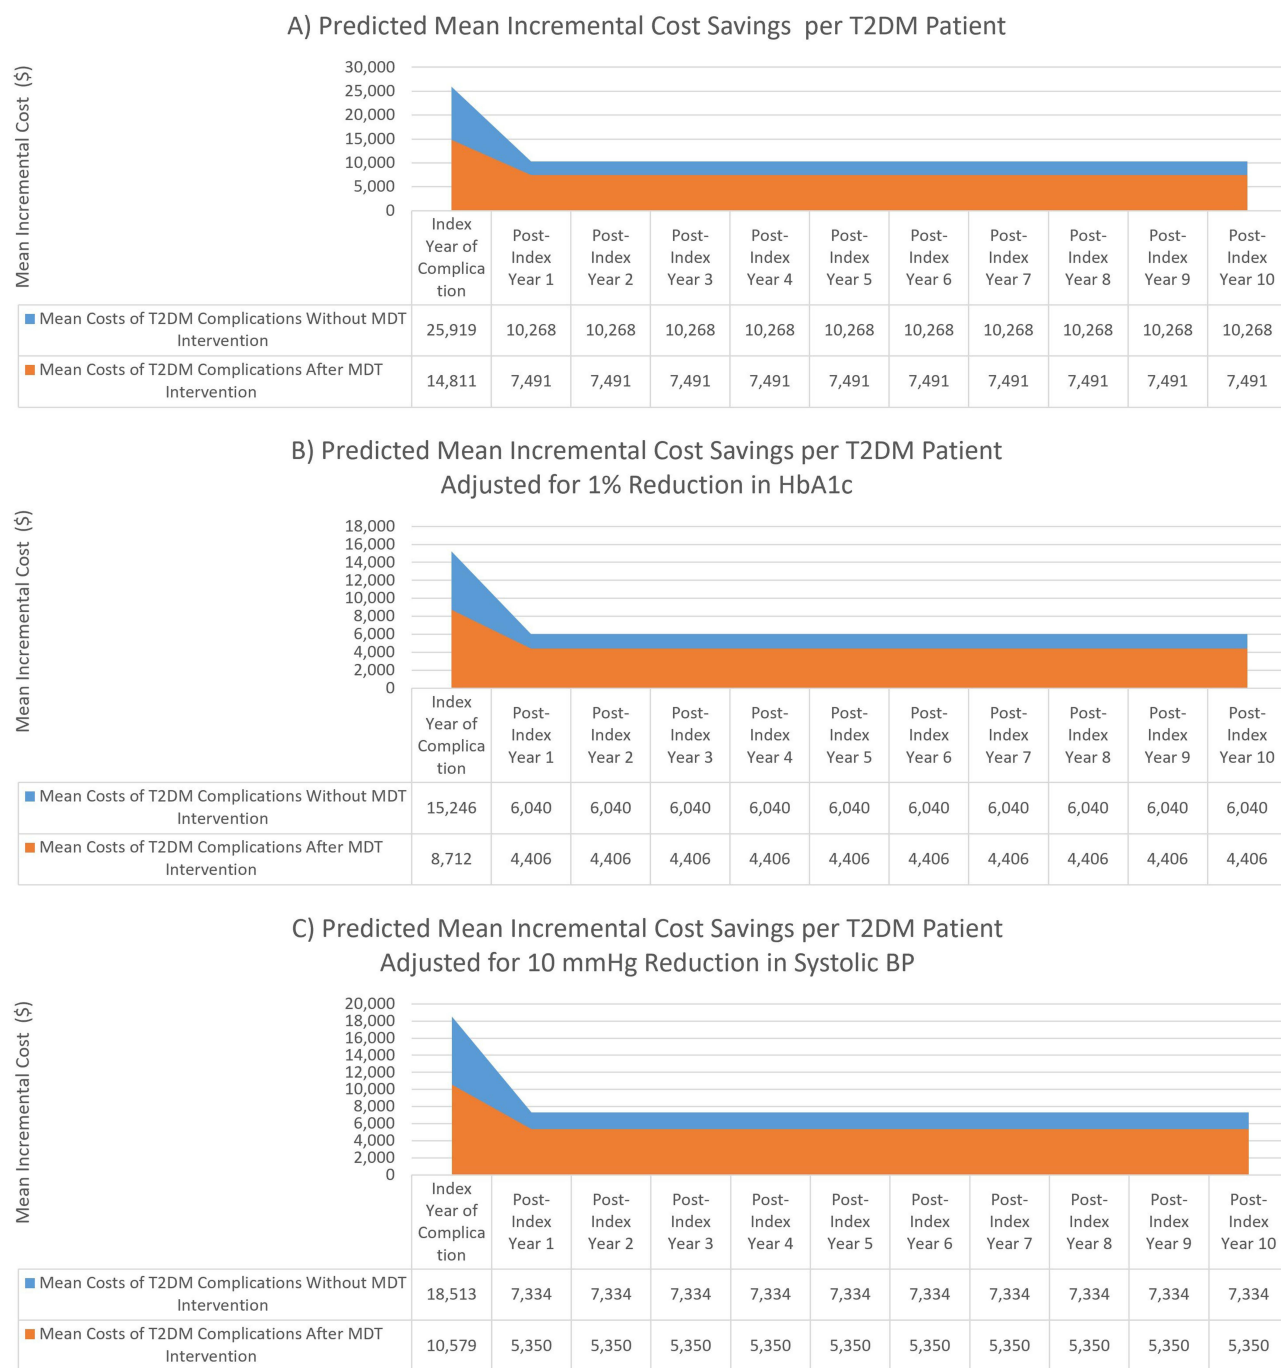 A) Predicted Mean Incremental Cost Savings per T2DM Patient
Mean Incremental Cost ($)
30,000
25,000
20,000
15,000
10,000
5,000
0
Index
Year of
Complica
tion
Post-
Index
Year 1
Post-
Index
Year 2
Post-
Index
Year 3
Post-
Index
Year 4
Post-
Index
Year 5
Post-
Index
Year 6
Post-
Index
Year 7
Post-
Index
Year 8
Post-
Index
Year 9
Post-
Index
Year 10
Mean Costs of T2DM Complications Without MDT
Intervention
25,919 10,268 10,268 10,268 10,268 10,268 10,268 10,268 10,268 10,268 10,268
Mean Costs of T2DM Complications After MDT
Intervention
14,811 7,491 7,491 7,491 7,491 7,491 7,491 7,491 7,491 7,491 7,491
B) Predicted Mean Incremental Cost Savings per T2DM Patient
Adjusted for 1% Reduction in HbA1c
Mean Incremental Cost ($)
18,000
16,000
14,000
12,000
10,000
8,000
6,000
4,000
2,000
0
Index
Year of
Complica
tion
Post-
Index
Year 1
Post-
Index
Year 2
Post-
Index
Year 3
Post-
Index
Year 4
Post-
Index
Year 5
Post-
Index
Year 6
Post-
Index
Year 7
Post-
Index
Year 8
Post-
Index
Year 9
Post-
Index
Year 10
Mean Costs of T2DM Complications Without MDT
Intervention
15,246 6,040 6,040 6,040 6,040 6,040 6,040 6,040 6,040 6,040 6,040
Mean Costs of T2DM Complications After MDT
Intervention
8,712 4,406 4,406 4,406 4,406 4,406 4,406 4,406 4,406 4,406 4,406
C) Predicted Mean Incremental Cost Savings per T2DM Patient
Adjusted for 10 mmHg Reduction in Systolic BP
Mean Incremental Cost ($)
20,000
18,000
16,000
14,000
12,000
10,000
8,000
6,000
4,000
2,000
0
Index
Year of
Complica
tion
Post-
Index
Year 1
Post-
Index
Year 2
Post-
Index
Year 3
Post-
Index
Year 4
Post-
Index
Year 5
Post-
Index
Year 6
Post-
Index
Year 7
Post-
Index
Year 8
Post-
Index
Year 9
Post-
Index
Year 10
Mean Costs of T2DM Complications Without MDT
Intervention
18,513 7,334 7,334 7,334 7,334 7,334 7,334 7,334 7,334 7,334 7,334
Mean Costs of T2DM Complications After MDT
Intervention
10,579 5,350 5,350 5,350 5,350 5,350 5,350 5,350 5,350 5,350 5,350